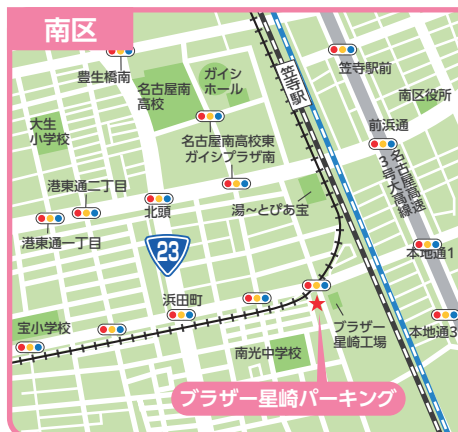 南区
豊生橋南
名古屋南
高校
ガイシ
ホール
笠寺駅
笠寺駅前
南区役所
大生
小学校
名古屋南高校東
ガイシプラザ南
前浜通
名古屋高速
3号大高線
港東通二丁目
北頭
湯〜とぴあ宝
港東通一丁目
23
本地通1
浜田町
宝小学校
ブラザー
星崎工場
本地通3
南光中学校
ブラザー星崎パーキング